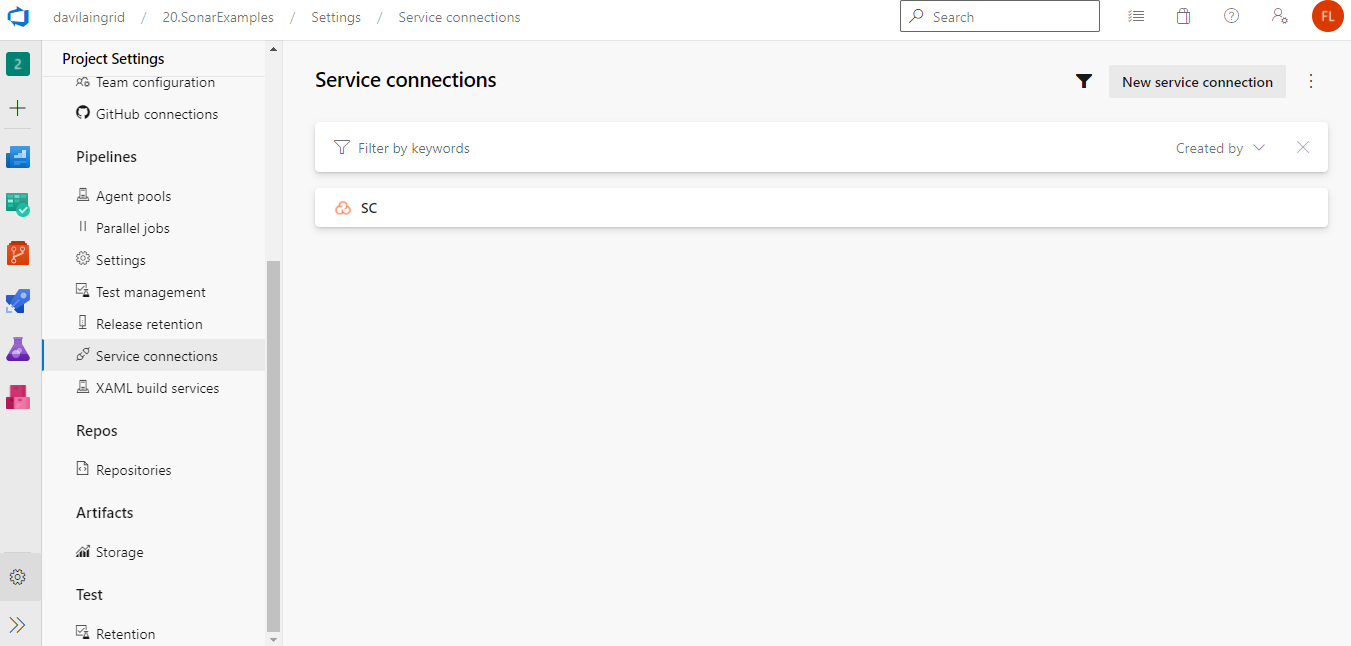 davilaingrid / 20.SonarExamples / Settings / Service connections
Search
FL
2
Project Settings
Team configuration
GitHub connections
Pipelines
Agent pools
Parallel jobs
Settings
Test management
Release retention
Service connections
XAML build services
Repos
Repositories
Artifacts
Storage
Test
Retention
Service connections
New service connection
Filter by keywords
Created by
SC